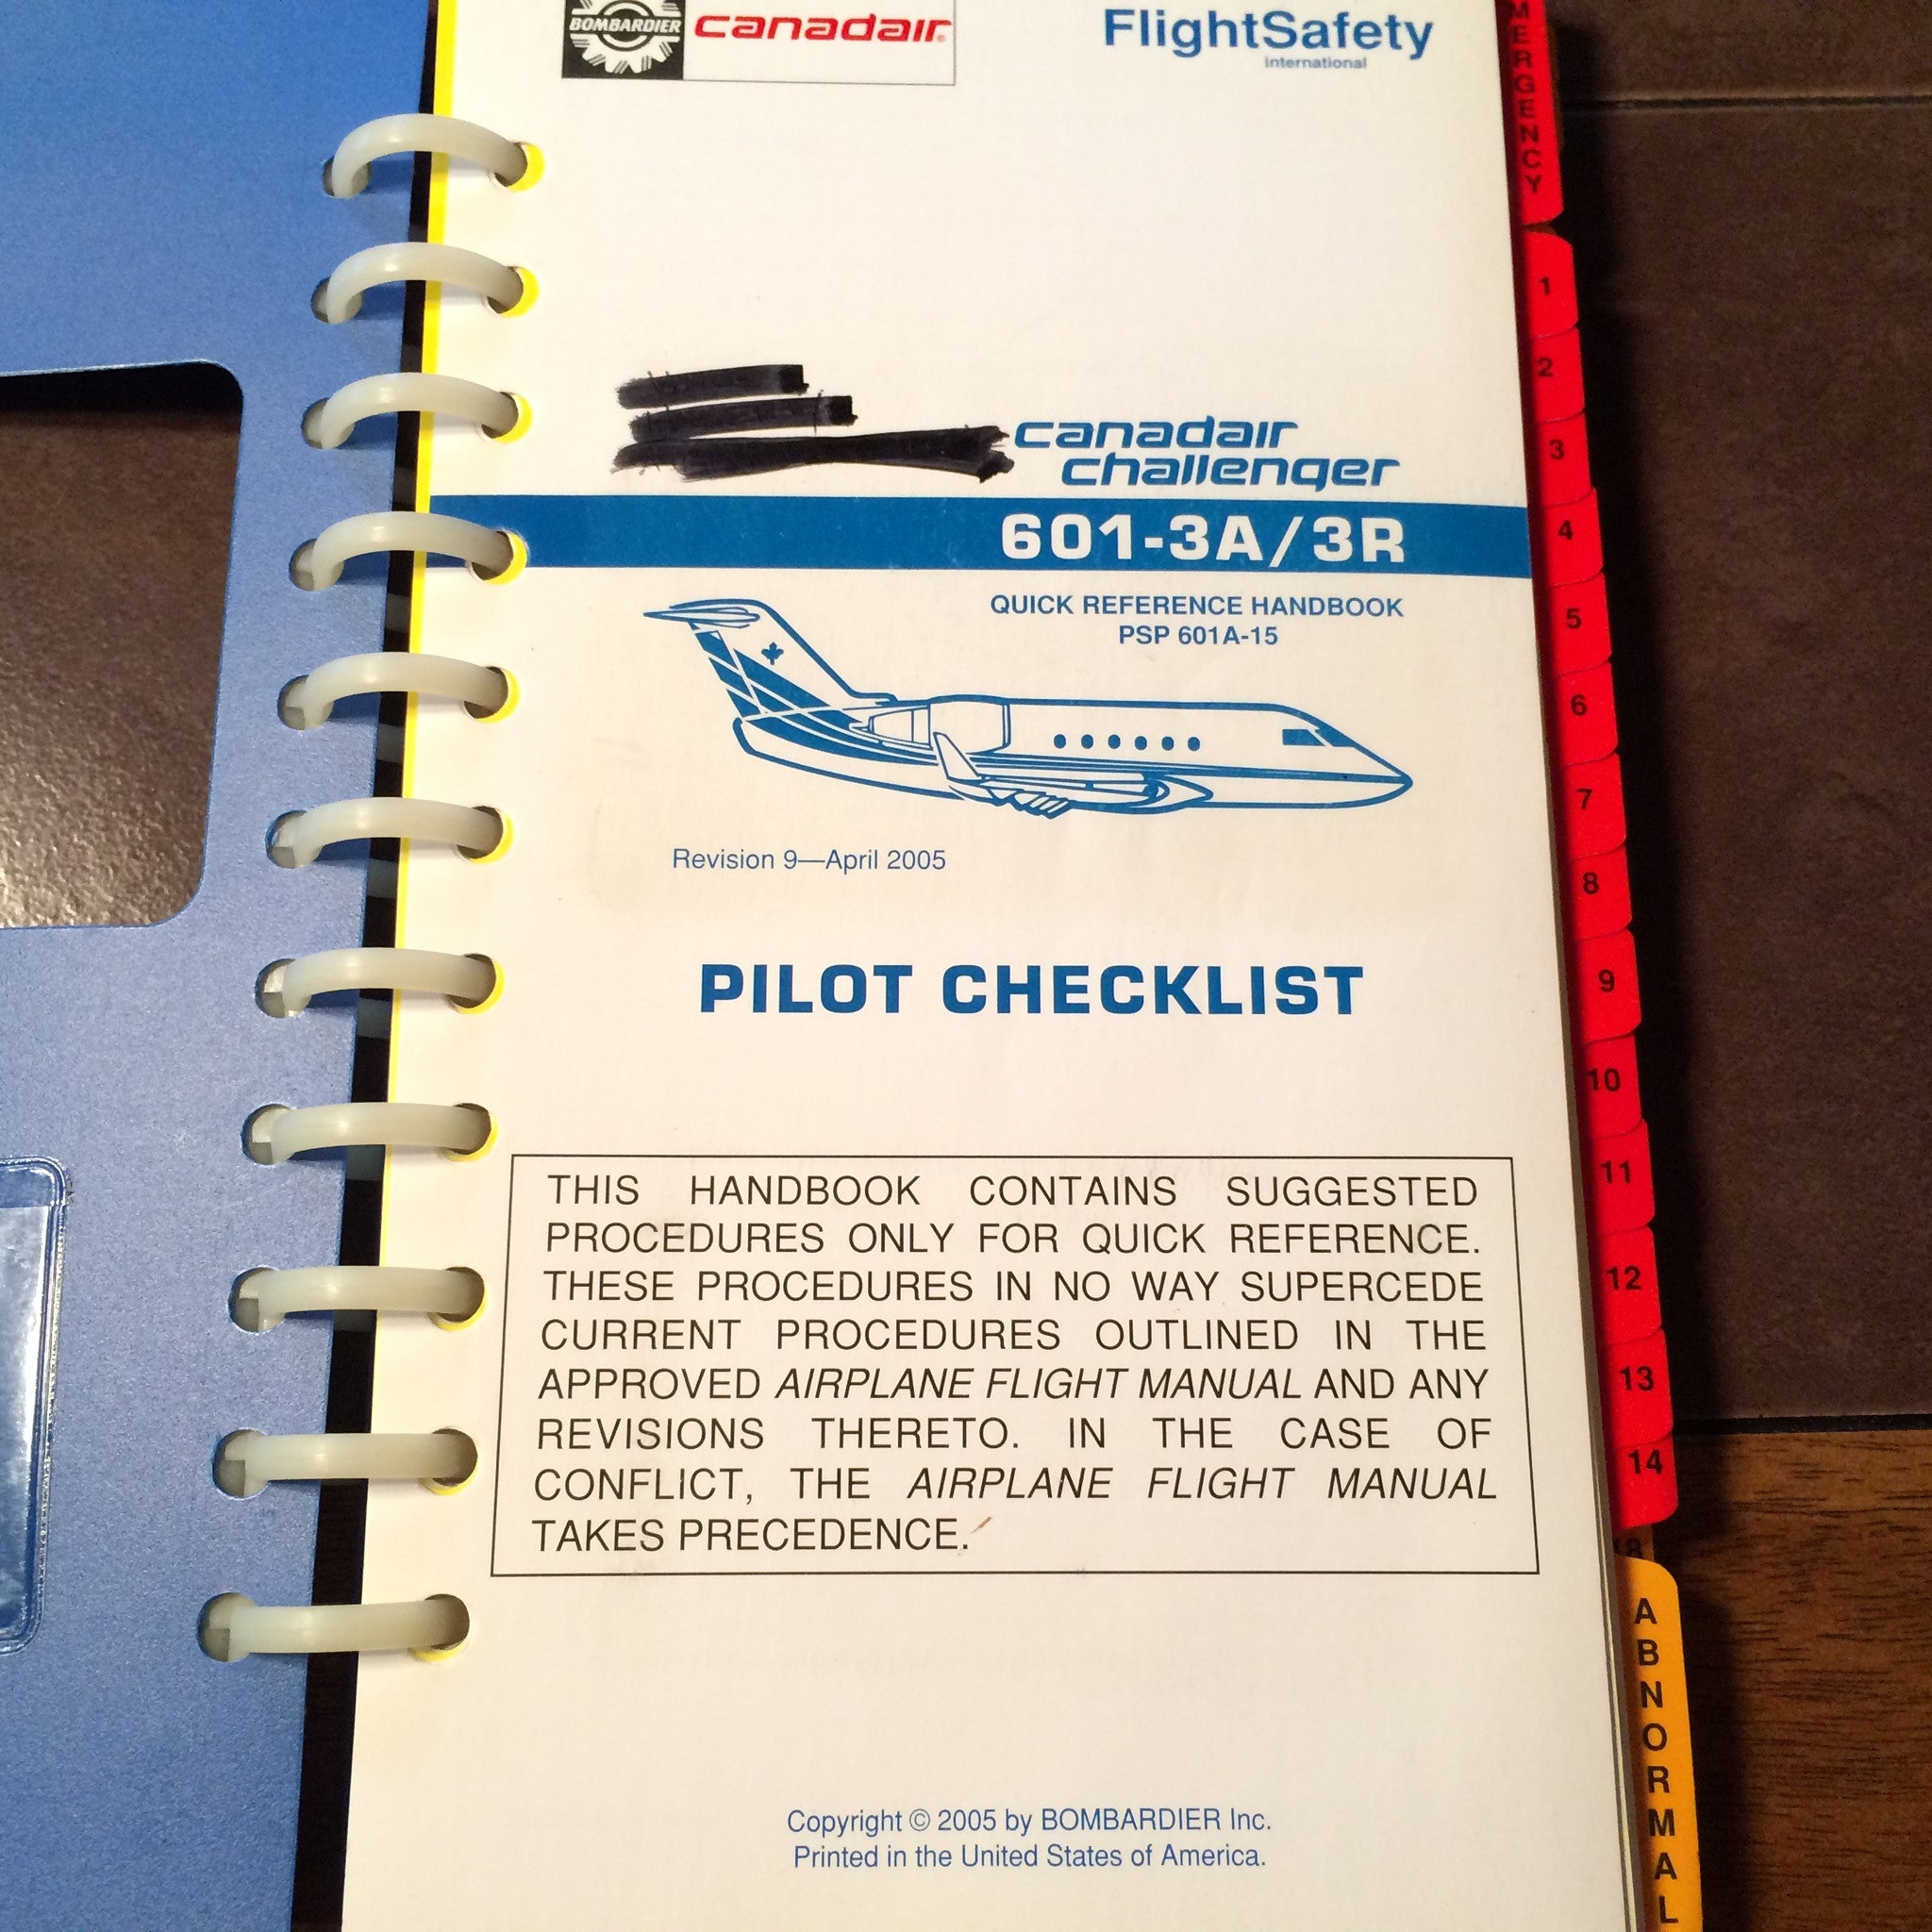 BOMBARDIER
canadair
FlightSafety
international
canadair
challenger
601-3A/3R
QUICK REFERENCE HANDBOOK
PSP 601A-15
Revision 9—April 2005
PILOT CHECKLIST
THIS HANDBOOK CONTAINS SUGGESTED
PROCEDURES ONLY FOR QUICK REFERENCE.
THESE PROCEDURES IN NO WAY SUPERCEDE
CURRENT PROCEDURES OUTLINED IN THE
APPROVED AIRPLANE FLIGHT MANUAL AND ANY
REVISIONS THERETO. IN THE CASE OF
CONFLICT, THE AIRPLANE FLIGHT MANUAL
TAKES PRECEDENCE.
Copyright © 2005 by BOMBARDIER Inc.
Printed in the United States of America.
MERGENCY
1
2
3
4
5
6
7
8
9
10
11
12
13
14
ABNORMAL